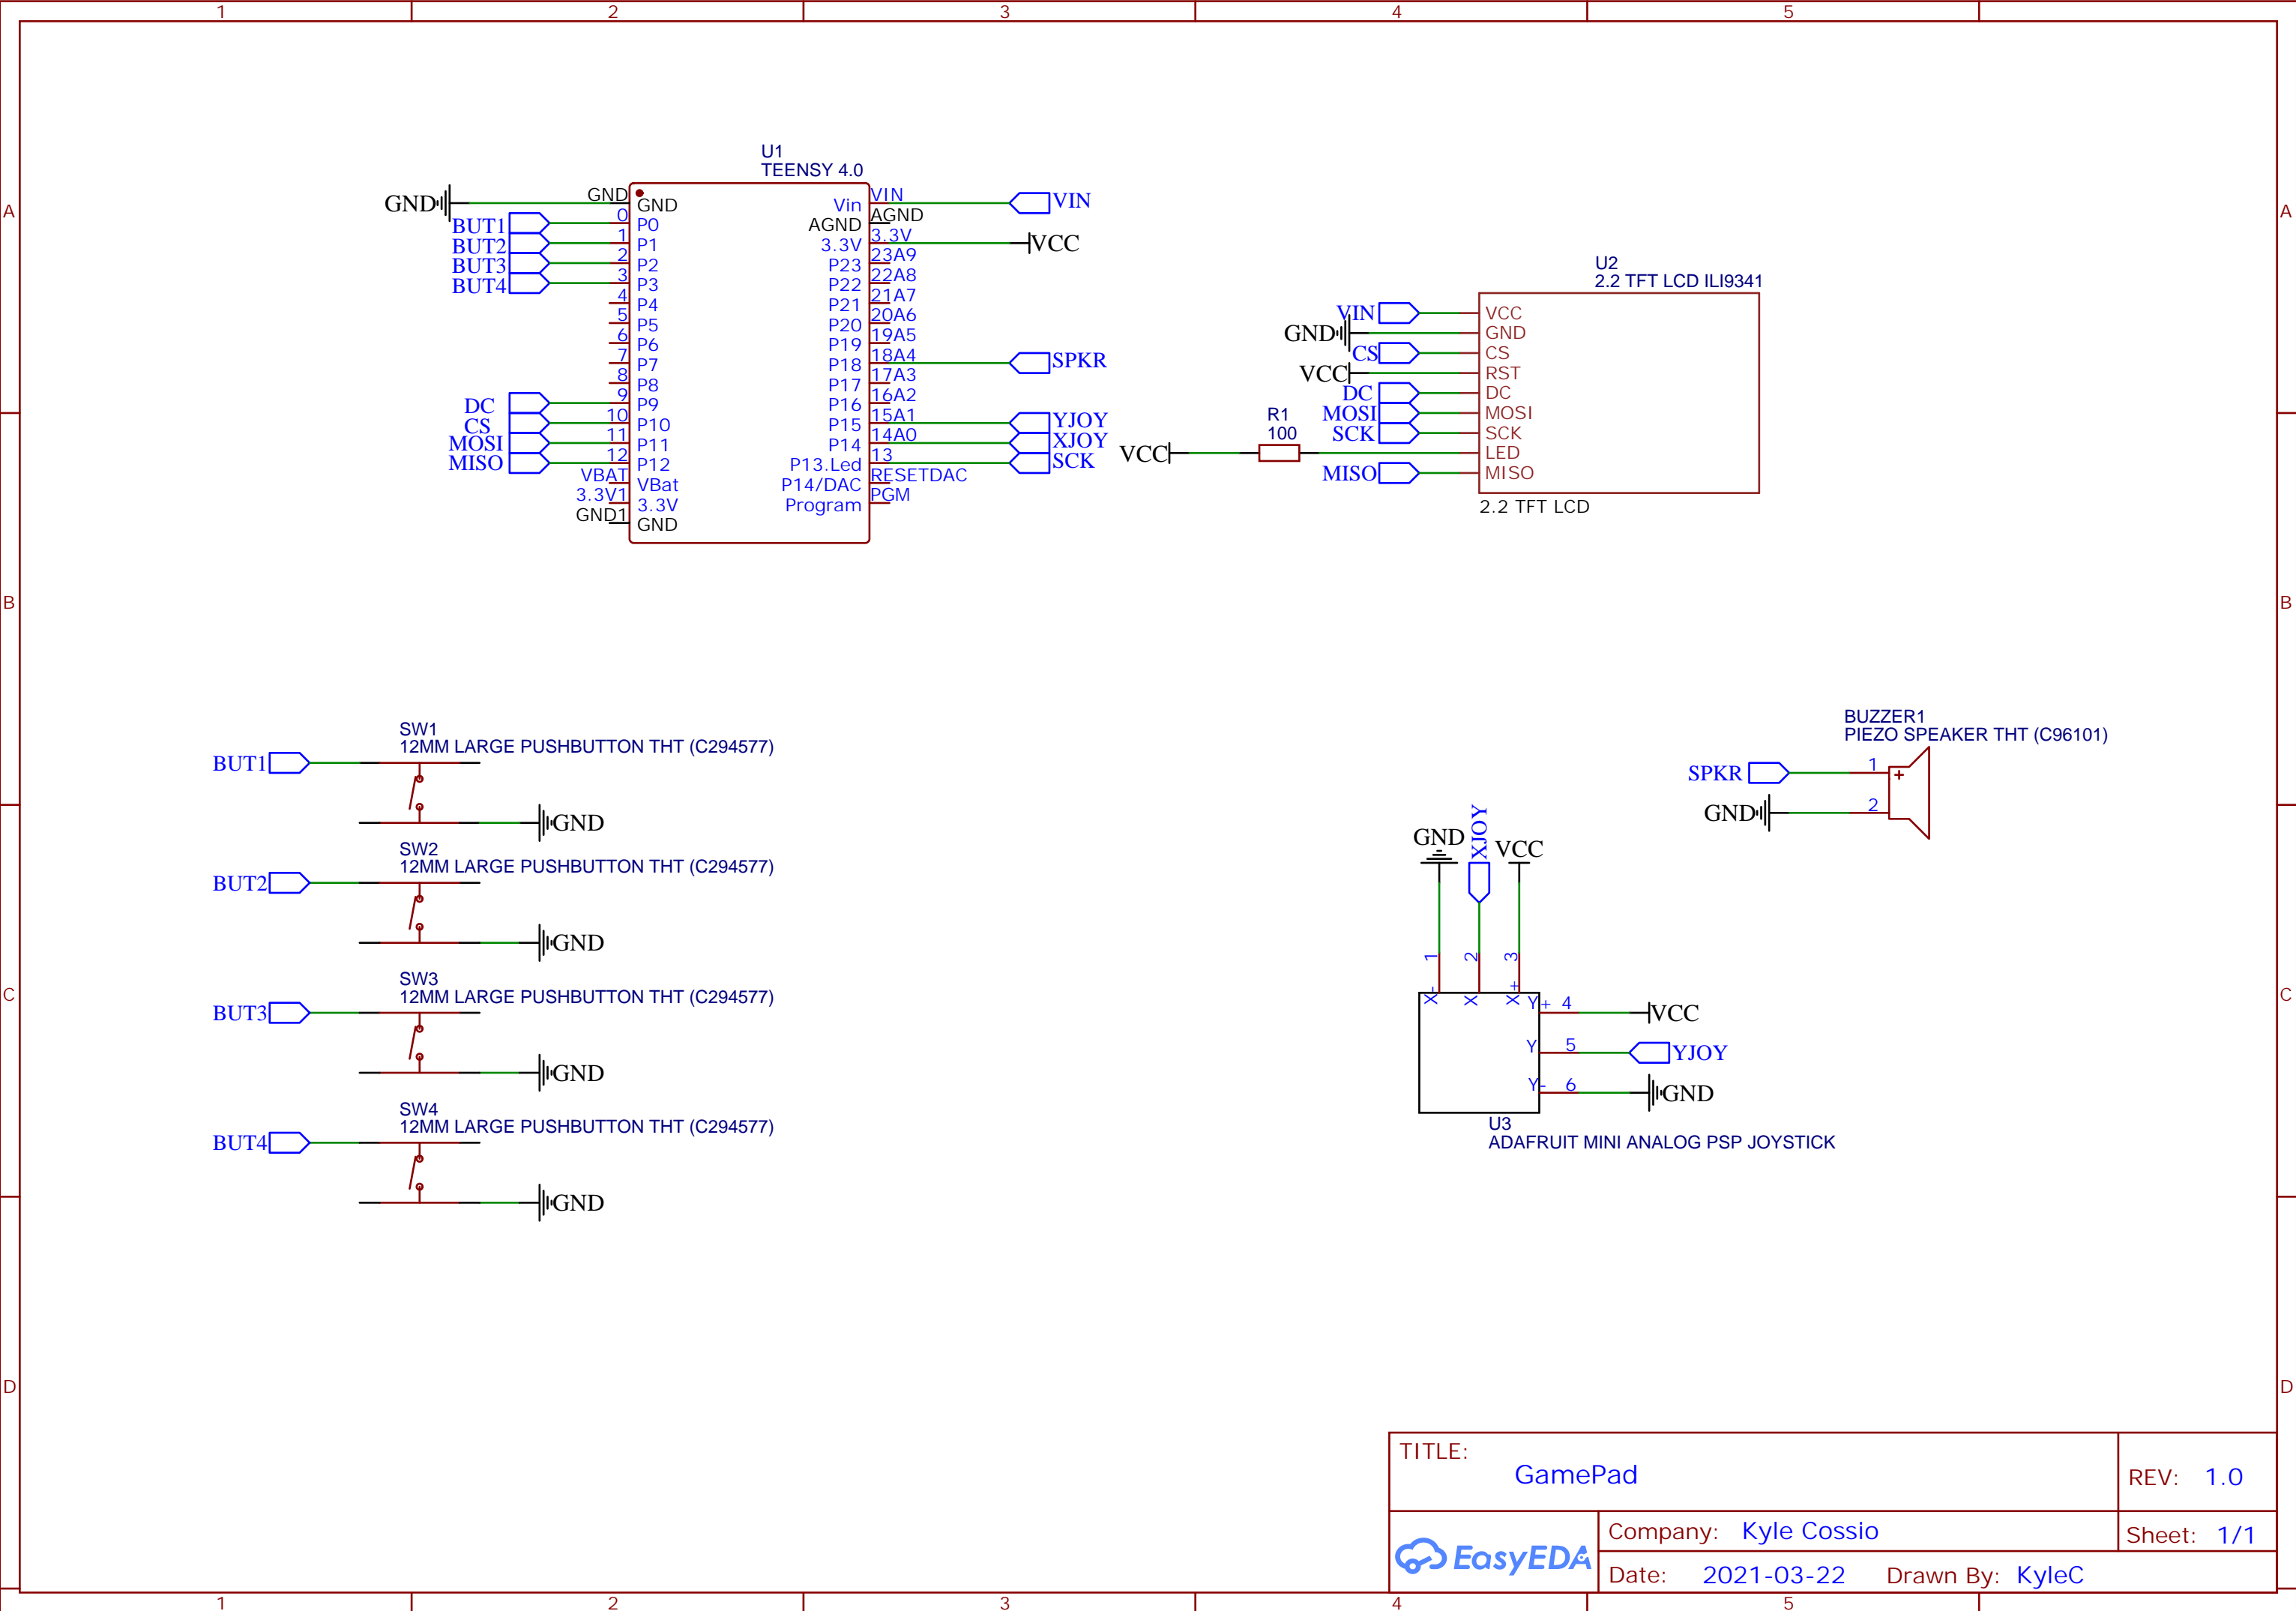 1 2 3 4 5
A A
B B
C C
D D
1 2 3 4 5
U1
TEENSY 4.0
GND
BUT1
BUT2
BUT3
BUT4
DC
CS
MOSI
MISO
GND GND
0 P0
1 P1
2 P2
3 P3
4 P4
5 P5
6 P6
7 P7
8 P8
9 P9
10 P10
11 P11
12 P12
VBAT VBat
3.3V1 3.3V
GND1 GND
Vin VIN VIN
AGND AGND
3.3V 3.3V VCC
P23 23A9
P22 22A8
P21 21A7
P20 20A6
P19 19A5
P18 18A4 SPKR
P17 17A3
P16 16A2
P15 15A1 YJOY
P14 14A0 XJOY
P13.Led 13 SCK
P14/DAC RESETDAC
Program PGM
U2
2.2 TFT LCD ILI9341
VIN VCC
GND GND
CS CS
VCC RST
DC DC
MOSI MOSI
SCK SCK
R1
100
VCC LED
MISO MISO
2.2 TFT LCD
SW1
12MM LARGE PUSHBUTTON THT (C294577)
BUT1
GND
SW2
12MM LARGE PUSHBUTTON THT (C294577)
BUT2
GND
SW3
12MM LARGE PUSHBUTTON THT (C294577)
BUT3
GND
SW4
12MM LARGE PUSHBUTTON THT (C294577)
BUT4
GND
BUZZER1
PIEZO SPEAKER THT (C96101)
SPKR 1 +
GND 2
GND XJOY VCC
1 2 3
X- X X+
Y+ 4 VCC
Y 5 YJOY
Y- 6 GND
U3
ADAFRUIT MINI ANALOG PSP JOYSTICK
TITLE:
GamePad
REV: 1.0
EasyEDA
Company: Kyle Cossio
Sheet: 1/1
Date: 2021-03-22 Drawn By: KyleC